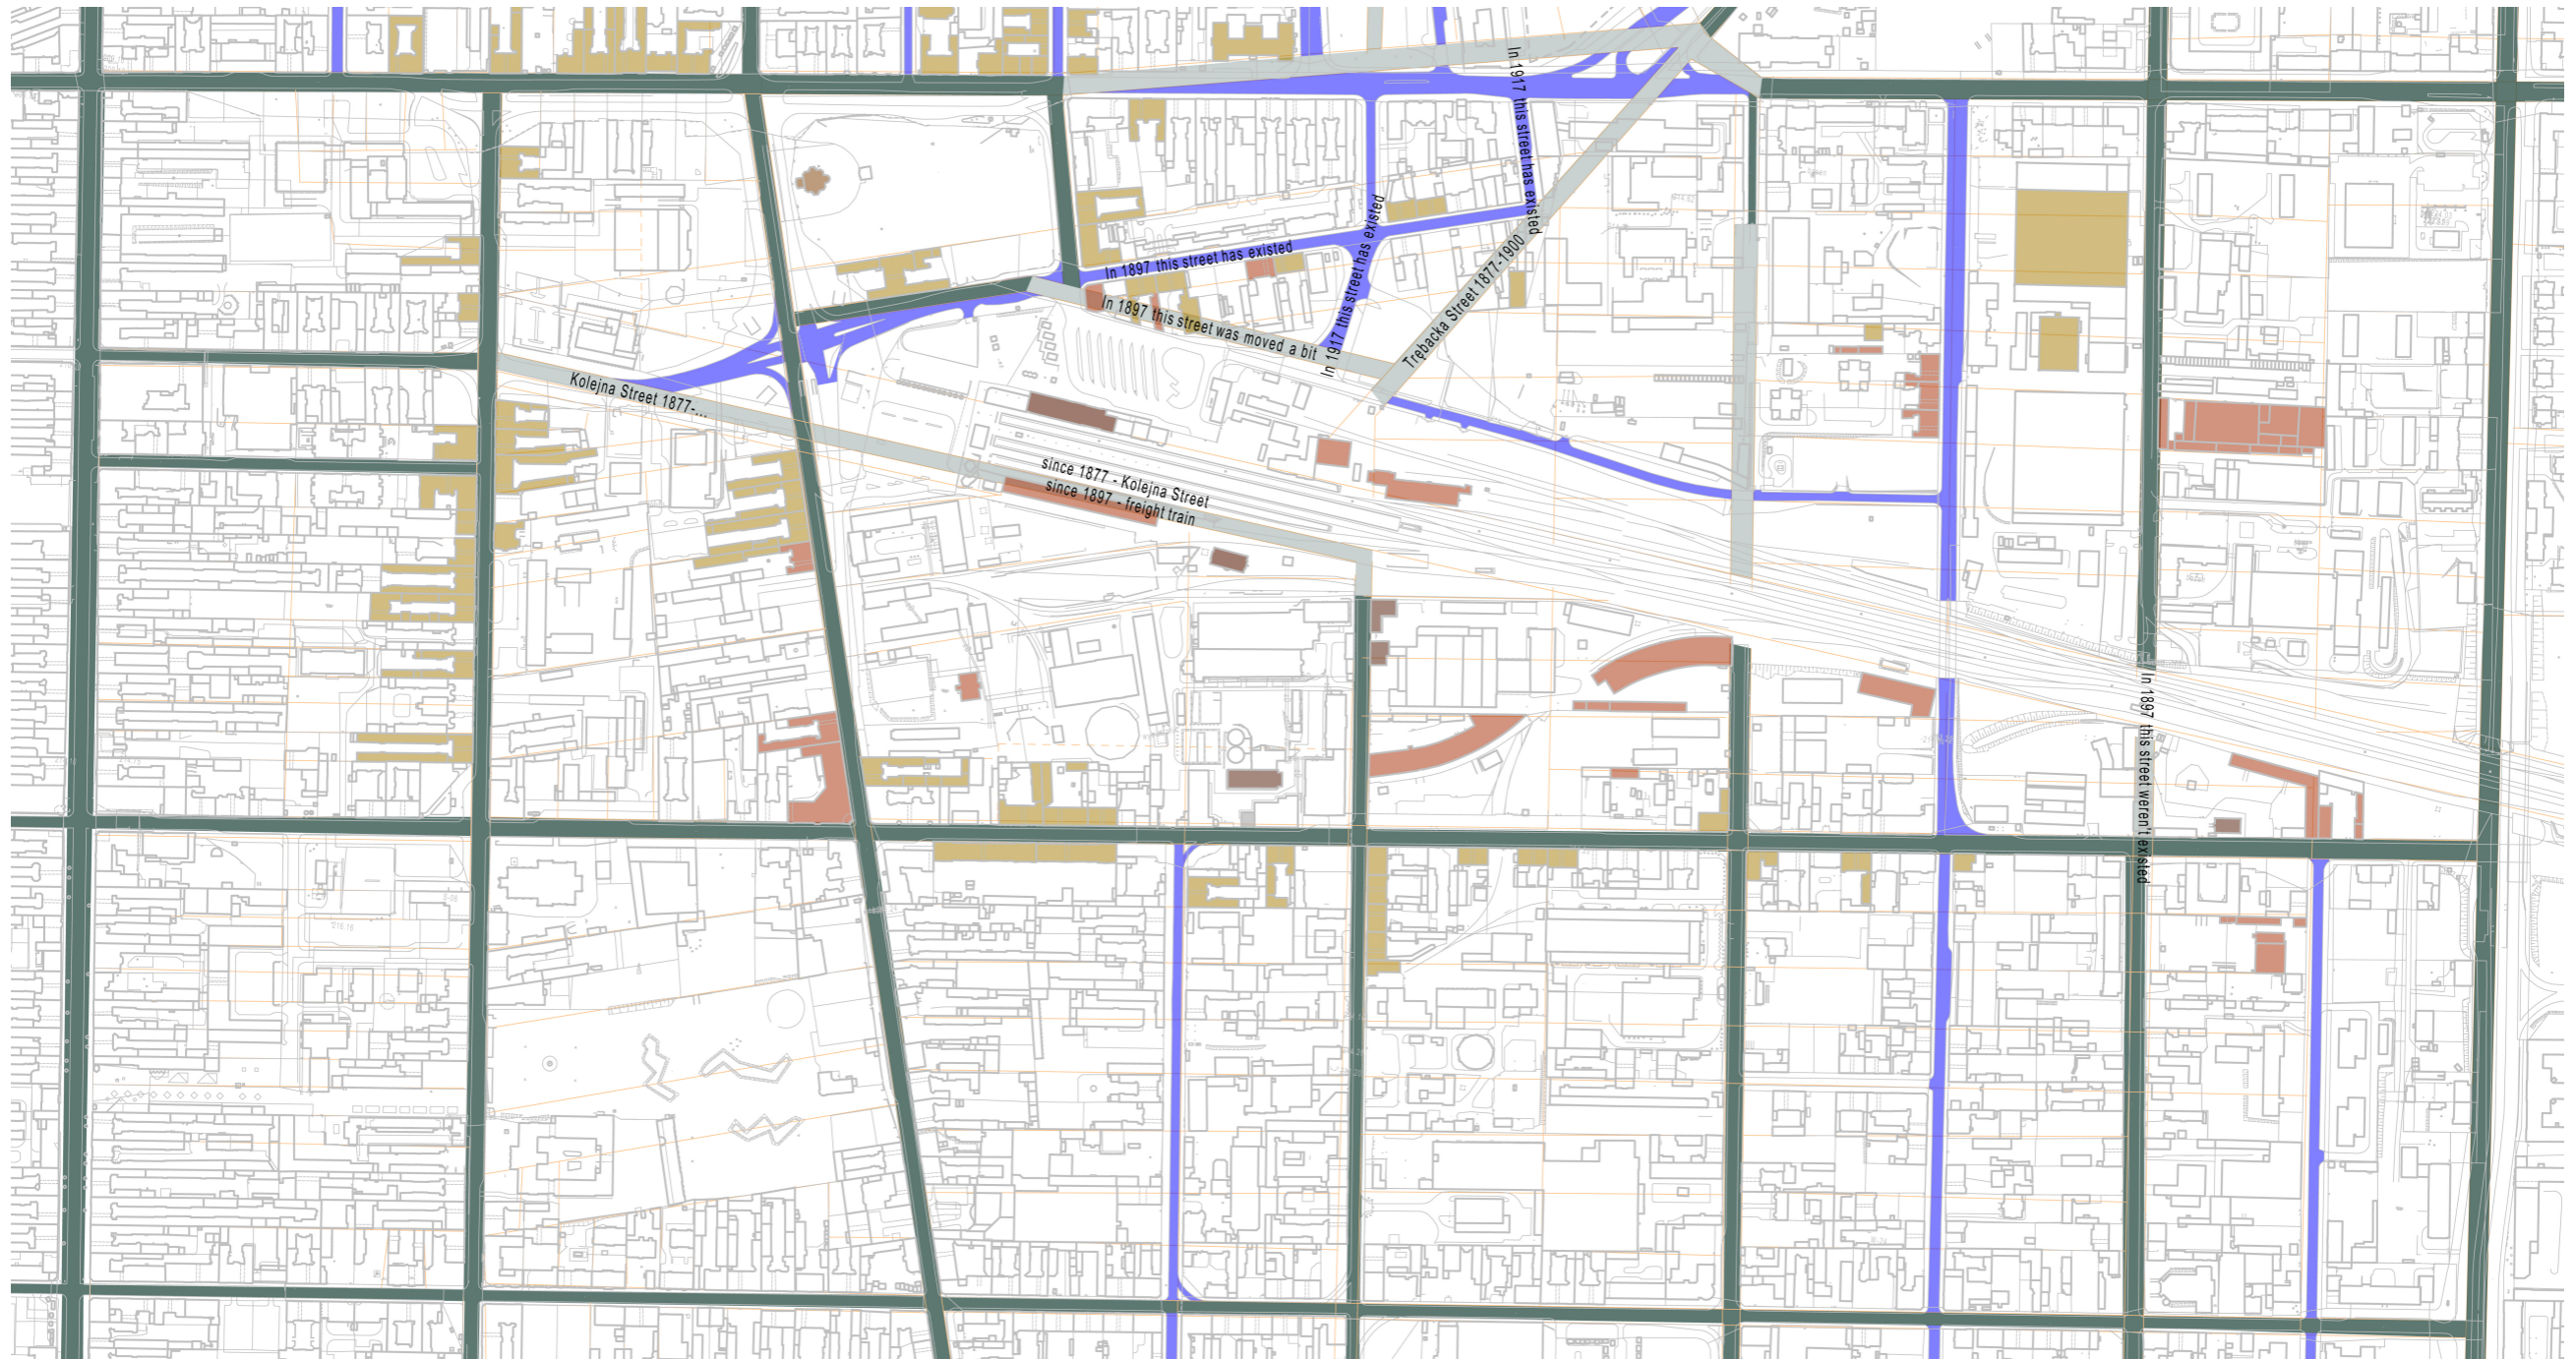 In 1917 this street has existed
In 1897 this street has existed
In 1917 this street has existed
Trębacka Street 1877-1900
In 1897 this street was moved a bit
Kolejna Street 1877-...
since 1877 - Kolejna Street
since 1897 - freight train
In 1897 this street weren't existed